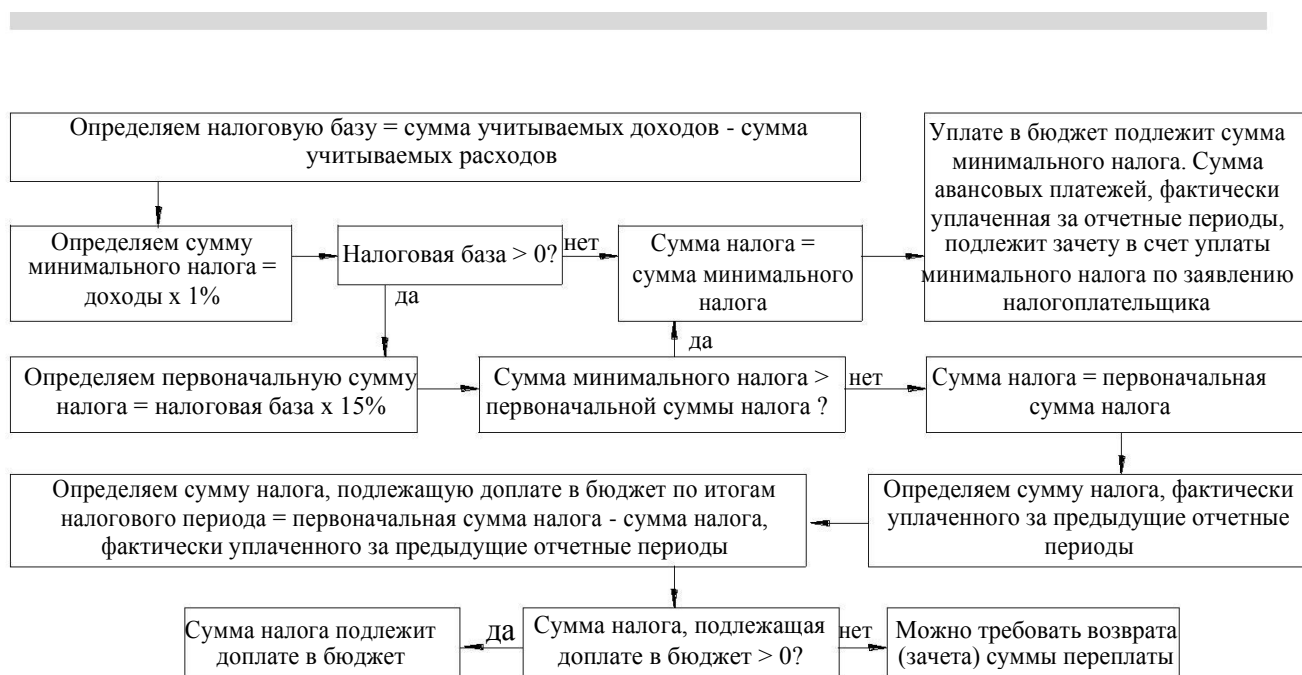 Определяем налоговую базу = сумма учитываемых доходов - сумма
учитываемых расходов
Уплате в бюджет подлежит сумма
минимального налога. Сумма
авансовых платежей, фактически
уплаченная за отчетные периоды,
подлежит зачету в счет уплаты
минимального налога по заявлению
налогоплательщика
Определяем сумму
минимального налога =
доходы х 1%
Налоговая база > 0?
нет
да
Сумма налога =
сумма минимального
налога
да
Определяем первоначальную сумму
налога = налоговая база х 15%
Сумма минимального налога >
первоначальной суммы налога ?
нет
Сумма налога = первоначальная
сумма налога
Определяем сумму налога, подлежащую доплате в бюджет по итогам
налогового периода = первоначальная сумма налога - сумма налога,
фактически уплаченного за предыдущие отчетные периоды
Определяем сумму налога, фактически
уплаченного за предыдущие отчетные
периоды
Сумма налога подлежит
доплате в бюджет
да
Сумма налога, подлежащая
доплате в бюджет > 0?
нет
Можно требовать возврата
(зачета) суммы переплаты